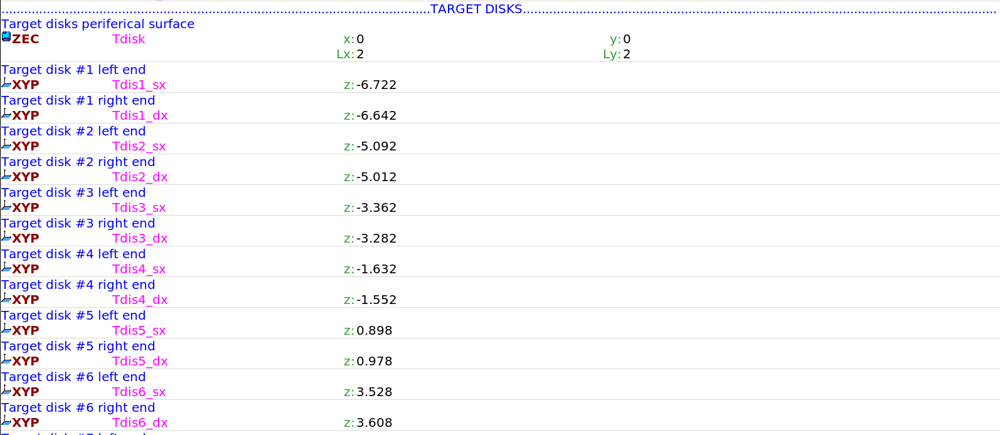 TARGET DISKS
Target disks periferical surface
ZEC Tdisk x:0 y:0
Lx:2 Ly:2
Target disk #1 left end
XYP Tdis1_sx z:-6.722
Target disk #1 right end
XYP Tdis1_dx z:-6.642
Target disk #2 left end
XYP Tdis2_sx z:-5.092
Target disk #2 right end
XYP Tdis2_dx z:-5.012
Target disk #3 left end
XYP Tdis3_sx z:-3.362
Target disk #3 right end
XYP Tdis3_dx z:-3.282
Target disk #4 left end
XYP Tdis4_sx z:-1.632
Target disk #4 right end
XYP Tdis4_dx z:-1.552
Target disk #5 left end
XYP Tdis5_sx z:0.898
Target disk #5 right end
XYP Tdis5_dx z:0.978
Target disk #6 left end
XYP Tdis6_sx z:3.528
Target disk #6 right end
XYP Tdis6_dx z:3.608